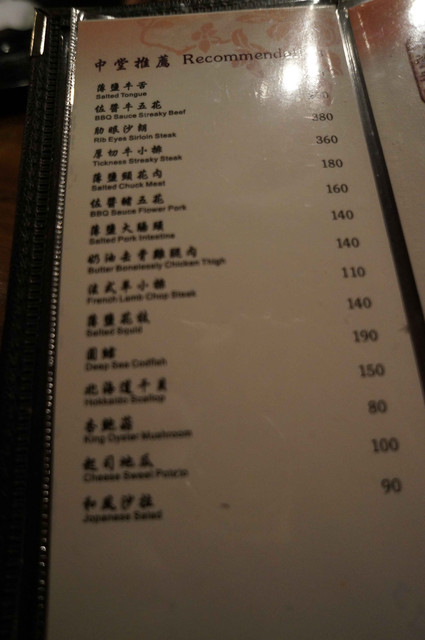 中堂推薦 Recommendation
薄鹽牛舌
Salted Tongue
佐醬牛五花
BBQ Sauce Streaky Beef
肋眼沙朗 380
Rib Eyes Sirloin Steak
厚切牛小排 360
Tickness Streaky Steak
薄鹽頸花肉 180
Salted Chuck Meat
佐醬豬五花 160
BBQ Sauce Flower Pork
薄鹽大腸頭 140
Salted Pork Intestine
奶油去骨雞腿肉 140
Butter Bonelessly Chicken Thigh
法式羊小排 110
French Lamb Chop Steak
薄鹽花枝 140
Salted Squid
圓鱈 190
Deep Sea Codfish
北海道干貝 150
Hokkaido Scallop
杏鮑菇 80
King Oyster Mushroom
起司地瓜 100
Cheese Sweet Potato
和風沙拉 90
Japanese Salad